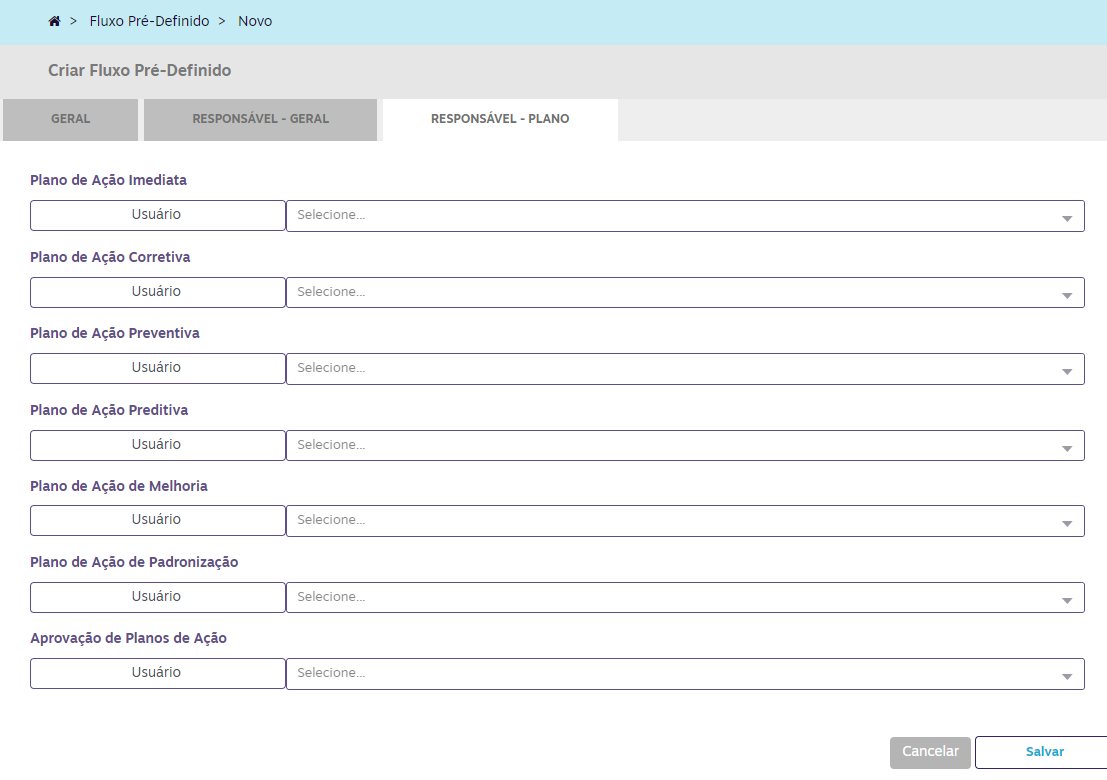 > Fluxo Pré-Definido > Novo
Criar Fluxo Pré-Definido
GERAL RESPONSÁVEL - GERAL RESPONSÁVEL - PLANO
Plano de Ação Imediata
Usuário Selecione...
Plano de Ação Corretiva
Usuário Selecione...
Plano de Ação Preventiva
Usuário Selecione...
Plano de Ação Preditiva
Usuário Selecione...
Plano de Ação de Melhoria
Usuário Selecione...
Plano de Ação de Padronização
Usuário Selecione...
Aprovação de Planos de Ação
Usuário Selecione...
Cancelar Salvar